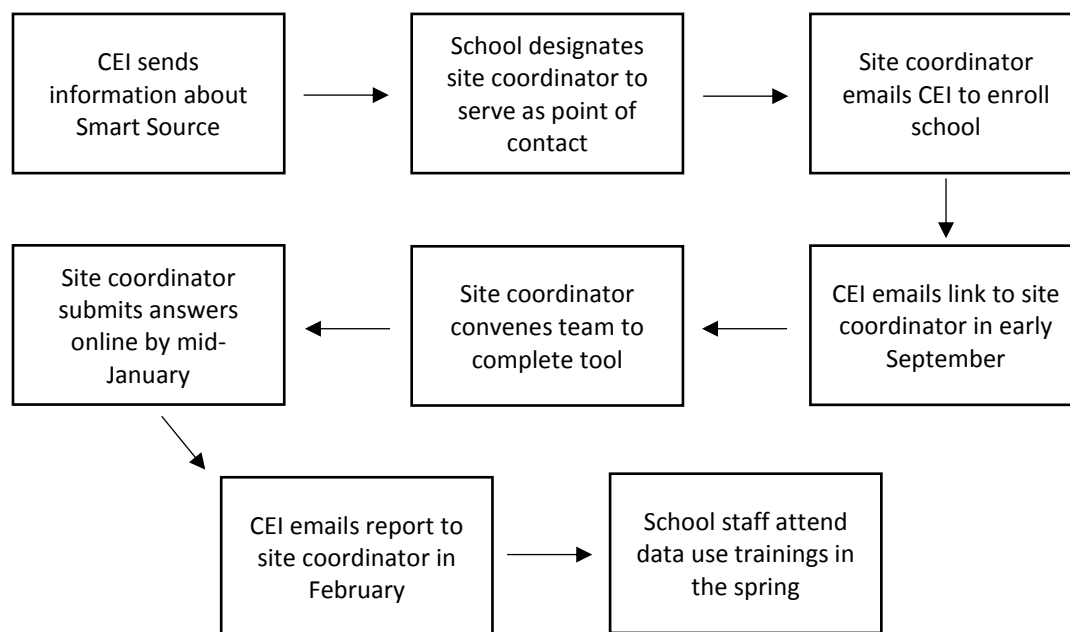 CEI sends
information about
Smart Source
School designates
site coordinator to
serve as point of
contact
Site coordinator
emails CEI to enroll
school
CEI emails link to site
coordinator in early
September
Site coordinator
convenes team to
complete tool
Site coordinator
submits answers
online by mid-
January
CEI emails report to
site coordinator in
February
School staff attend
data use trainings in
the spring